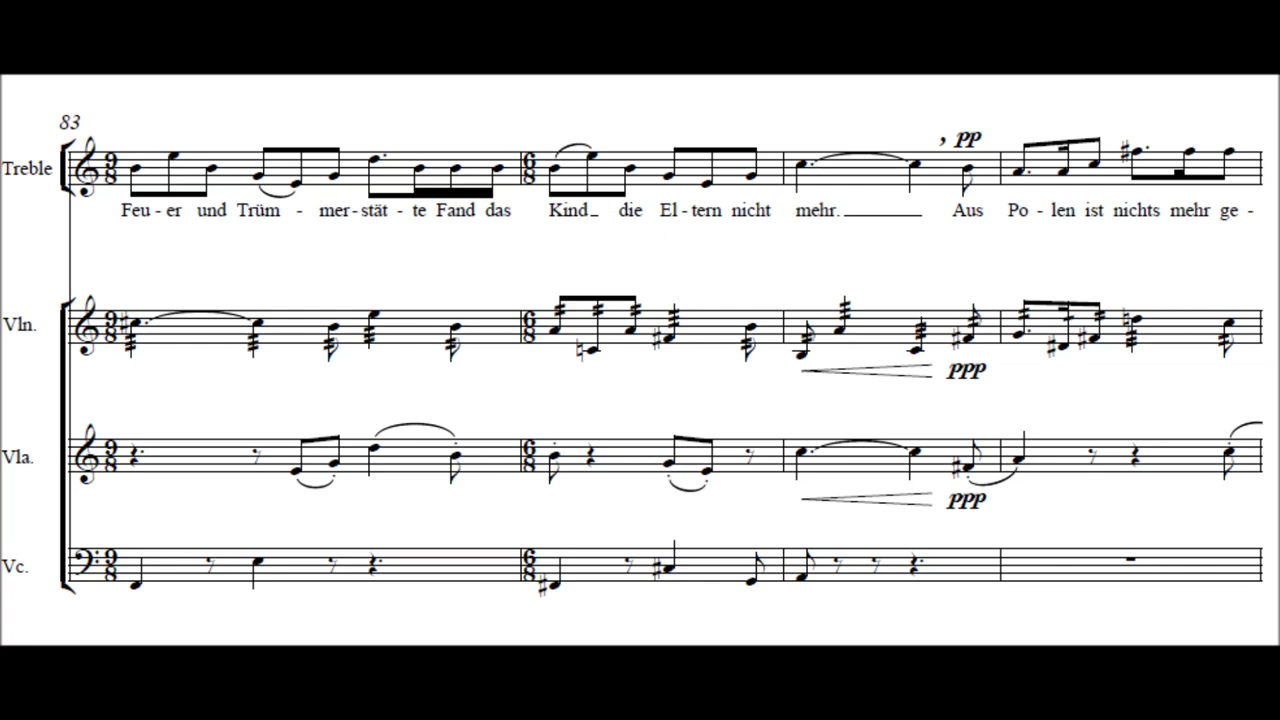 83
Treble
pp
Feu - er und Trüm - mer - stät - te Fand das Kind_ die El - tern nicht mehr.____ Aus Po - len ist nichts mehr ge -
Vln.
ppp
Vla.
ppp
Vc.